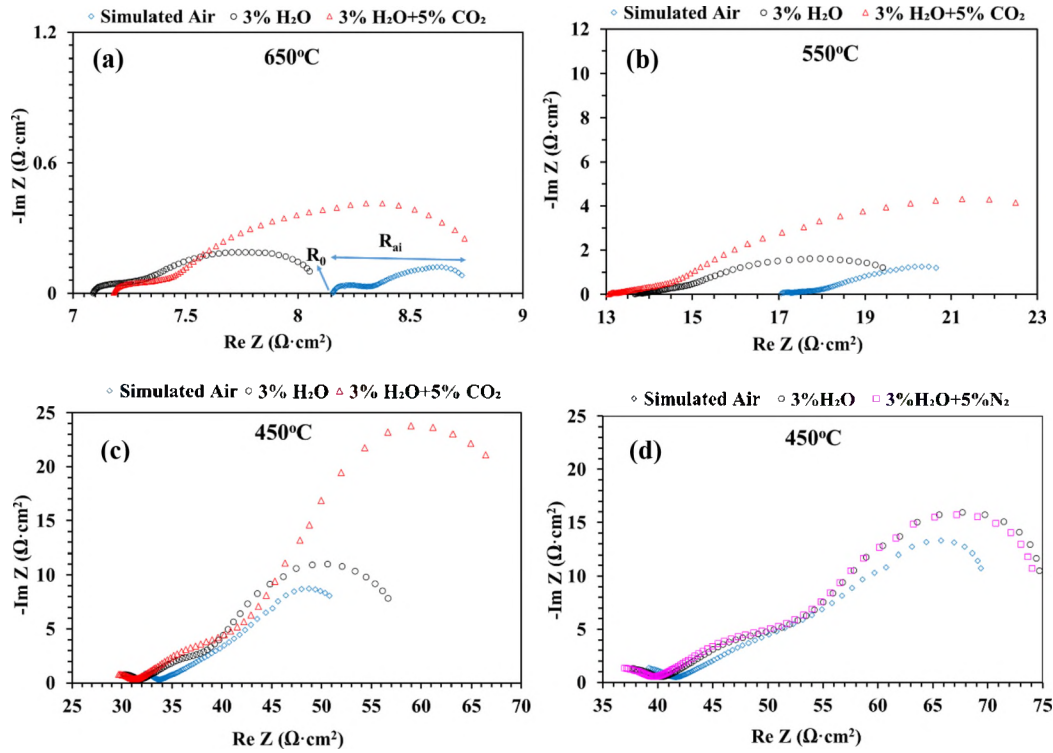 ◇ Simulated Air ○ 3% H₂O △ 3% H₂O+5% CO₂
(a)
650°C
-Im Z (Ω·cm²)
1.2
0.6
0
R₀
Rₐᵢ
7 7.5 8 8.5 9
Re Z (Ω·cm²)
◇ Simulated Air ○ 3% H₂O △ 3% H₂O+5% CO₂
(b)
550°C
-Im Z (Ω·cm²)
12
10
8
6
4
2
0
13 15 17 19 21 23
Re Z (Ω·cm²)
◇ Simulated Air ○ 3% H₂O △ 3% H₂O+5% CO₂
(c)
450°C
-Im Z (Ω·cm²)
25
20
15
10
5
0
25 30 35 40 45 50 55 60 65 70
Re Z (Ω·cm²)
◇ Simulated Air ○ 3%H₂O □ 3%H₂O+5%N₂
(d)
450°C
-Im Z (Ω·cm²)
25
20
15
10
5
0
35 40 45 50 55 60 65 70 75
Re Z (Ω·cm²)